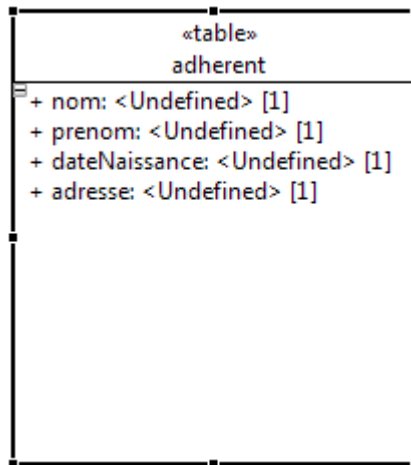 «table»
adherent
+ nom: <Undefined> [1]
+ prenom: <Undefined> [1]
+ dateNaissance: <Undefined> [1]
+ adresse: <Undefined> [1]